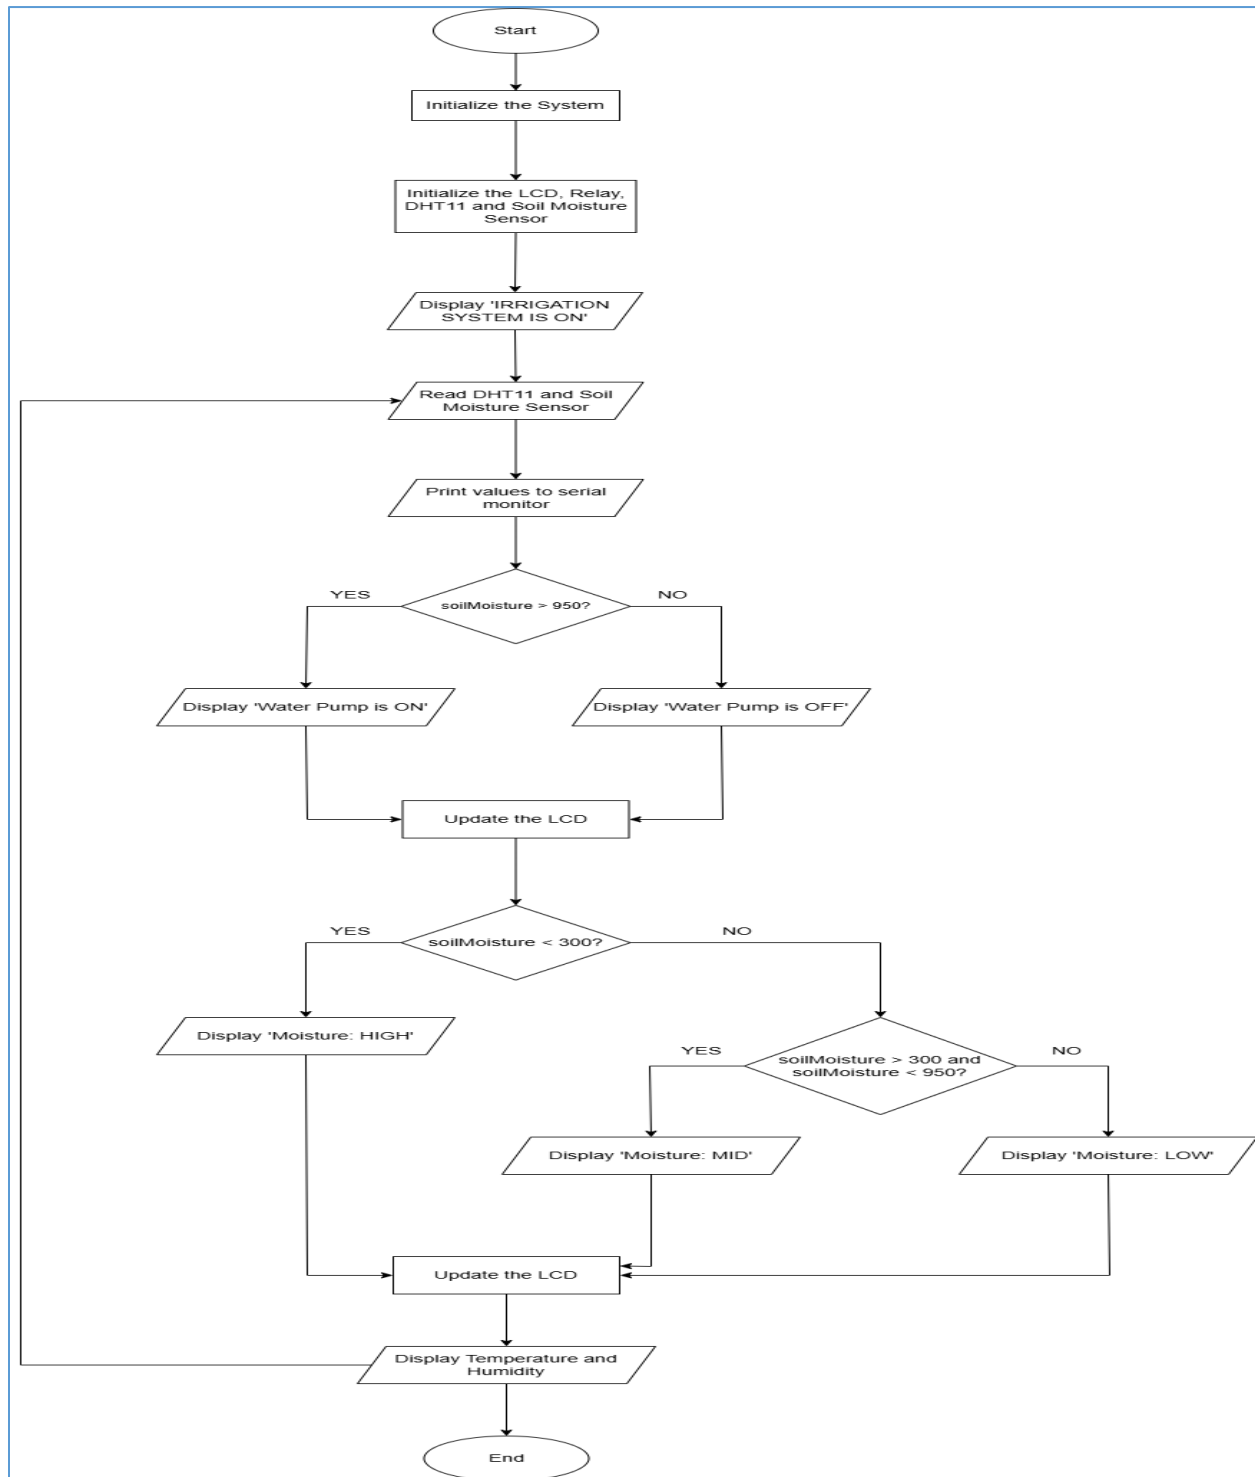 Start
Initialize the System
Initialize the LCD, Relay,
DHT11 and Soil Moisture
Sensor
Display 'IRRIGATION
SYSTEM IS ON'
Read DHT11 and Soil
Moisture Sensor
Print values to serial
monitor
YES
soilMoisture > 950?
NO
Display 'Water Pump is ON'
Display 'Water Pump is OFF'
Update the LCD
YES
soilMoisture < 300?
NO
Display 'Moisture: HIGH'
YES
soilMoisture > 300 and
soilMoisture < 950?
NO
Display 'Moisture: MID'
Display 'Moisture: LOW'
Update the LCD
Display Temperature and
Humidity
End